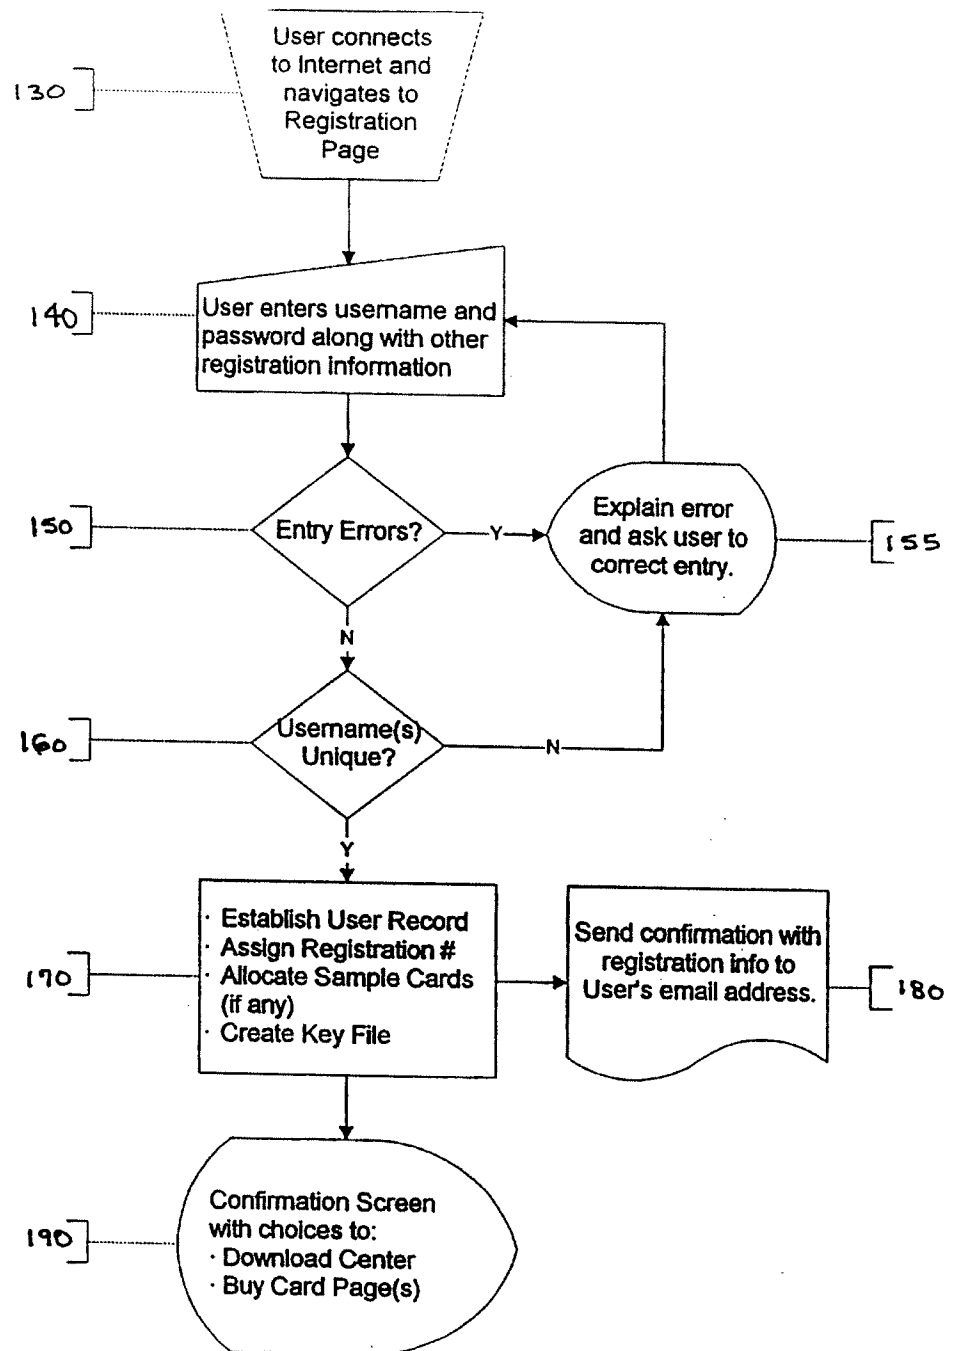 User connects
to Internet and
navigates to
Registration
Page
130
140
User enters username and
password along with other
registration information
150
Entry Errors?
Y
Explain error
and ask user to
correct entry.
155
N
160
Username(s)
Unique?
N
Y
170
· Establish User Record
· Assign Registration #
· Allocate Sample Cards
(if any)
· Create Key File
Send confirmation with
registration info to
User's email address.
180
190
Confirmation Screen
with choices to:
· Download Center
· Buy Card Page(s)